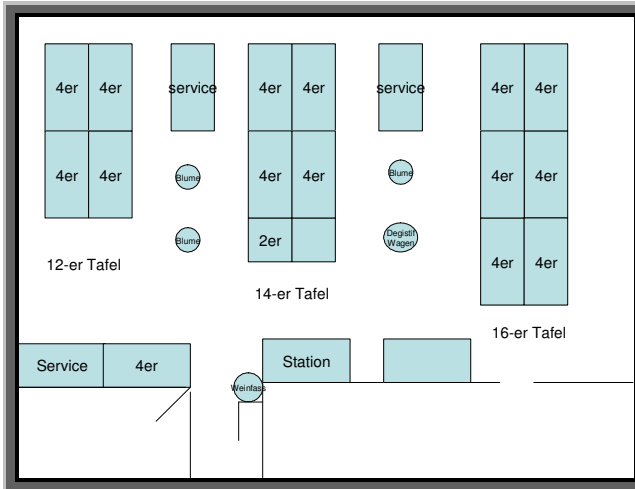 4er 4er service 4er 4er service 4er 4er
4er 4er Blume 4er 4er Blume 4er 4er
Blume 2er Degistif
Wagen
4er 4er
12-er Tafel
14-er Tafel
16-er Tafel
Service 4er Station
Weinfass